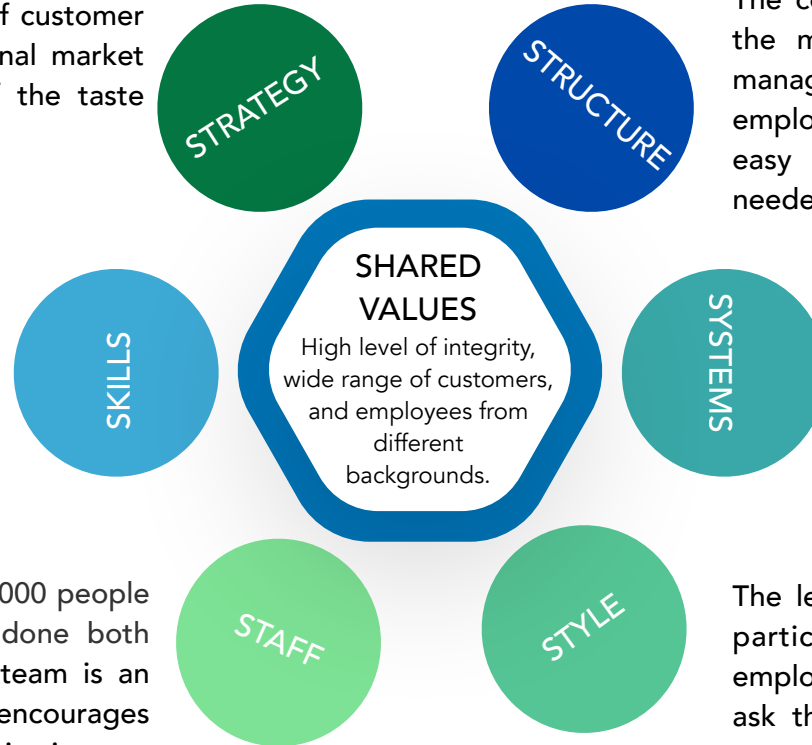 f customer
nal market
the taste
STRATEGY
STRUCTURE
the m
manag
emplo
easy
neede
SKILLS
SHARED
VALUES
High level of integrity,
wide range of customers,
and employees from
different
backgrounds.
SYSTEMS
000 people
done both
team is an
encourages
STAFF
STYLE
The le
partic
emplo
ask th